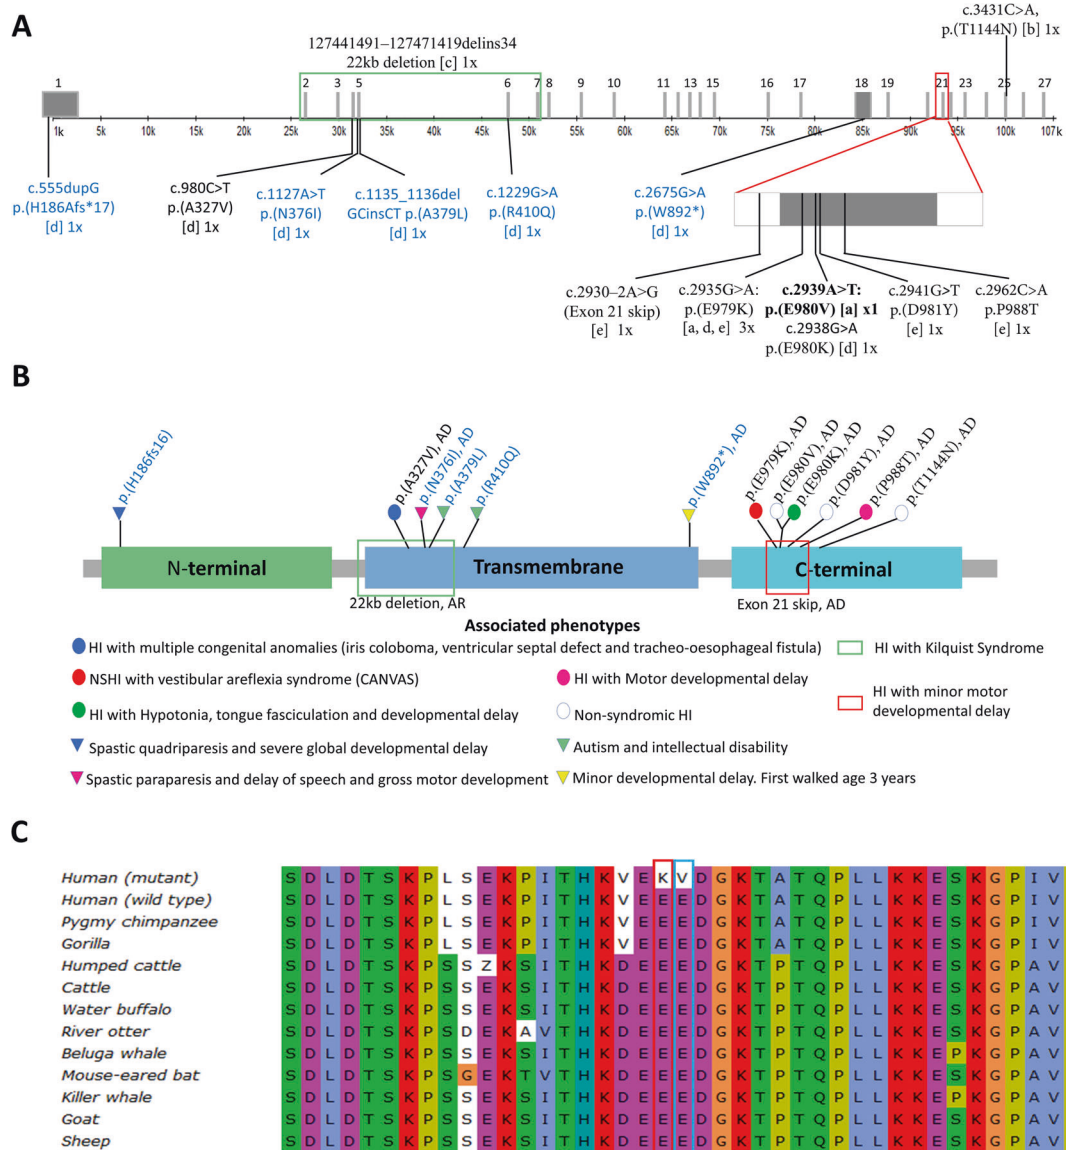 A
c.3431C>A,
p.(T1144N) [b] 1x
127441491–127471419delins34
22kb deletion [c] 1x
1 2 3 5 6 7 8 9 10 14 13 15 16 17 18 19 21 23 25 27
1k 5k 10k 15k 20k 25k 30k 35k 40k 45k 50k 55k 60k 65k 70k 75k 80k 85k 90k 95k 100k 107k
c.555dupG
p.(H186Afs*17)
[d] 1x
c.980C>T
p.(A327V)
[d] 1x
c.1127A>T
p.(N376I)
[d] 1x
c.1135_1136del
GCinsCT p.(A379L)
[d] 1x
c.1229G>A
p.(R410Q)
[d] 1x
c.2675G>A
p.(W892*)
[d] 1x
c.2930–2A>G
(Exon 21 skip)
[e] 1x
c.2935G>A:
p.(E979K)
[a, d, e] 3x
c.2939A>T:
p.(E980V) [a] x1
c.2938G>A
p.(E980K) [d] 1x
c.2941G>T
p.(D981Y)
[e] 1x
c.2962C>A
p.P988T
[e] 1x
B
p.(H186fs16)
p.(A327V), AD
p.(N376I), AD
p.(A379L)
p.(R410Q)
p.(W892*), AD
p.(E979K), AD
p.(E980V), AD
p.(E980K), AD
p.(D981Y), AD
p.(P988T), AD
p.(T1144N), AD
N-terminal
Transmembrane
C-terminal
22kb deletion, AR
Exon 21 skip, AD
Associated phenotypes
HI with multiple congenital anomalies (iris coloboma, ventricular septal defect and tracheo-oesophageal fistula)
HI with Kilquist Syndrome
NSHI with vestibular areflexia syndrome (CANVAS)
HI with Motor developmental delay
HI with minor motor
developmental delay
HI with Hypotonia, tongue fasciculation and developmental delay
Non-syndromic HI
Spastic quadriparesis and severe global developmental delay
Autism and intellectual disability
Spastic paraparesis and delay of speech and gross motor development
Minor developmental delay. First walked age 3 years
C
Human (mutant) S D L D T S K P L S E K P I T H K V E K V D G K T A T Q P L L K K E S K G P I V
Human (wild type) S D L D T S K P L S E K P I T H K V E E E D G K T A T Q P L L K K E S K G P I V
Pygmy chimpanzee S D L D T S K P L S E K P I T H K V E E E D G K T A T Q P L L K K E S K G P I V
Gorilla S D L D T S K P L S E K P I T H K V E E E D G K T A T Q P L L K K E S K G P I V
Humped cattle S D L D T S K P S S Z K S I T H K D E E E D G K T P T Q P L L K K E S K G P A V
Cattle S D L D T S K P S S E K S I T H K D E E E D G K T P T Q P L L K K E S K G P A V
Water buffalo S D L D T S K P S S E K S I T H K D E E E D G K T P T Q P L L K K E S K G P A V
River otter S D L D T S K P S D E K A V T H K D E E E D G K T P T Q P L L K K E S K G P A V
Beluga whale S D L D T S K P S S E K S I T H K D E E E D G K T P T Q P L L K K E P K G P A V
Mouse-eared bat S D L D T S K P S G E K T V T H K D E E E D G K T P T Q P L L K K E S K G P A V
Killer whale S D L D T S K P S S E K S I T H K D E E E D G K T P T Q P L L K K E P K G P A V
Goat S D L D T S K P S S E K S I T H K D E E E D G K T P T Q P L L K K E S K G P A V
Sheep S D L D T S K P S S E K S I T H K D E E E D G K T P T Q P L L K K E S K G P A V